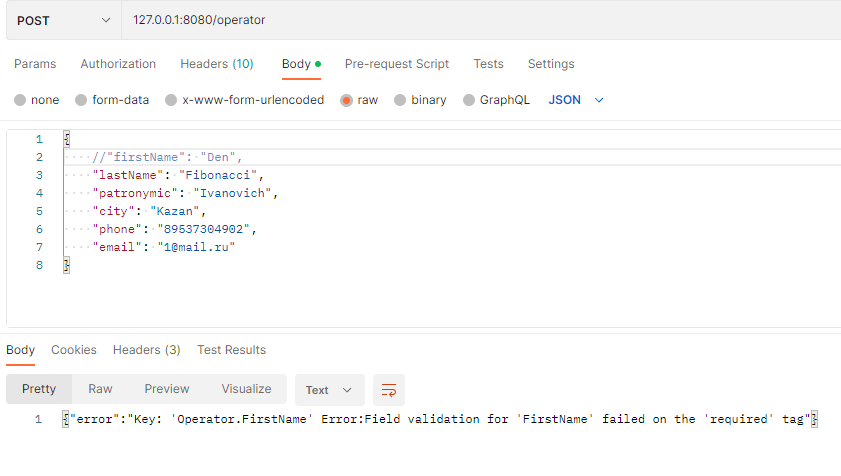 POST 127.0.0.1:8080/operator
Params Authorization Headers (10) Body Pre-request Script Tests Settings
none form-data x-www-form-urlencoded raw binary GraphQL JSON
1 {
2 //"firstName": "Den",
3 "lastName": "Fibonacci",
4 "patronymic": "Ivanovich",
5 "city": "Kazan",
6 "phone": "89537304902",
7 "email": "1@mail.ru"
8 }
Body Cookies Headers (3) Test Results
Pretty Raw Preview Visualize Text
1 {"error":"Key: 'Operator.FirstName' Error:Field validation for 'FirstName' failed on the 'required' tag"}